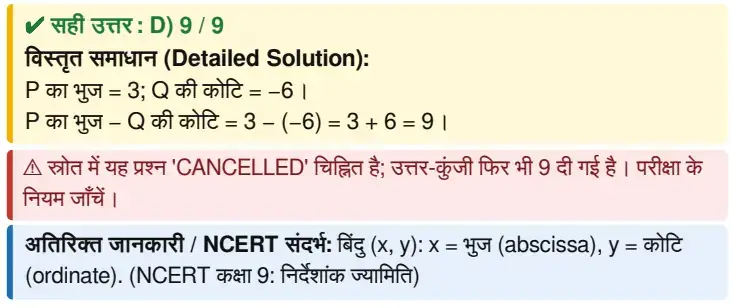 ✔ सही उत्तर : D) 9 / 9
विस्तृत समाधान (Detailed Solution):
P का भुज = 3; Q की कोटि = −6।
P का भुज − Q की कोटि = 3 − (−6) = 3 + 6 = 9।
⚠ स्रोत में यह प्रश्न 'CANCELLED' चिह्नित है; उत्तर-कुंजी फिर भी 9 दी गई है। परीक्षा के
नियम जाँचें।
अतिरिक्त जानकारी / NCERT संदर्भ: बिंदु (x, y): x = भुज (abscissa), y = कोटि
(ordinate). (NCERT कक्षा 9: निर्देशांक ज्यामिति)